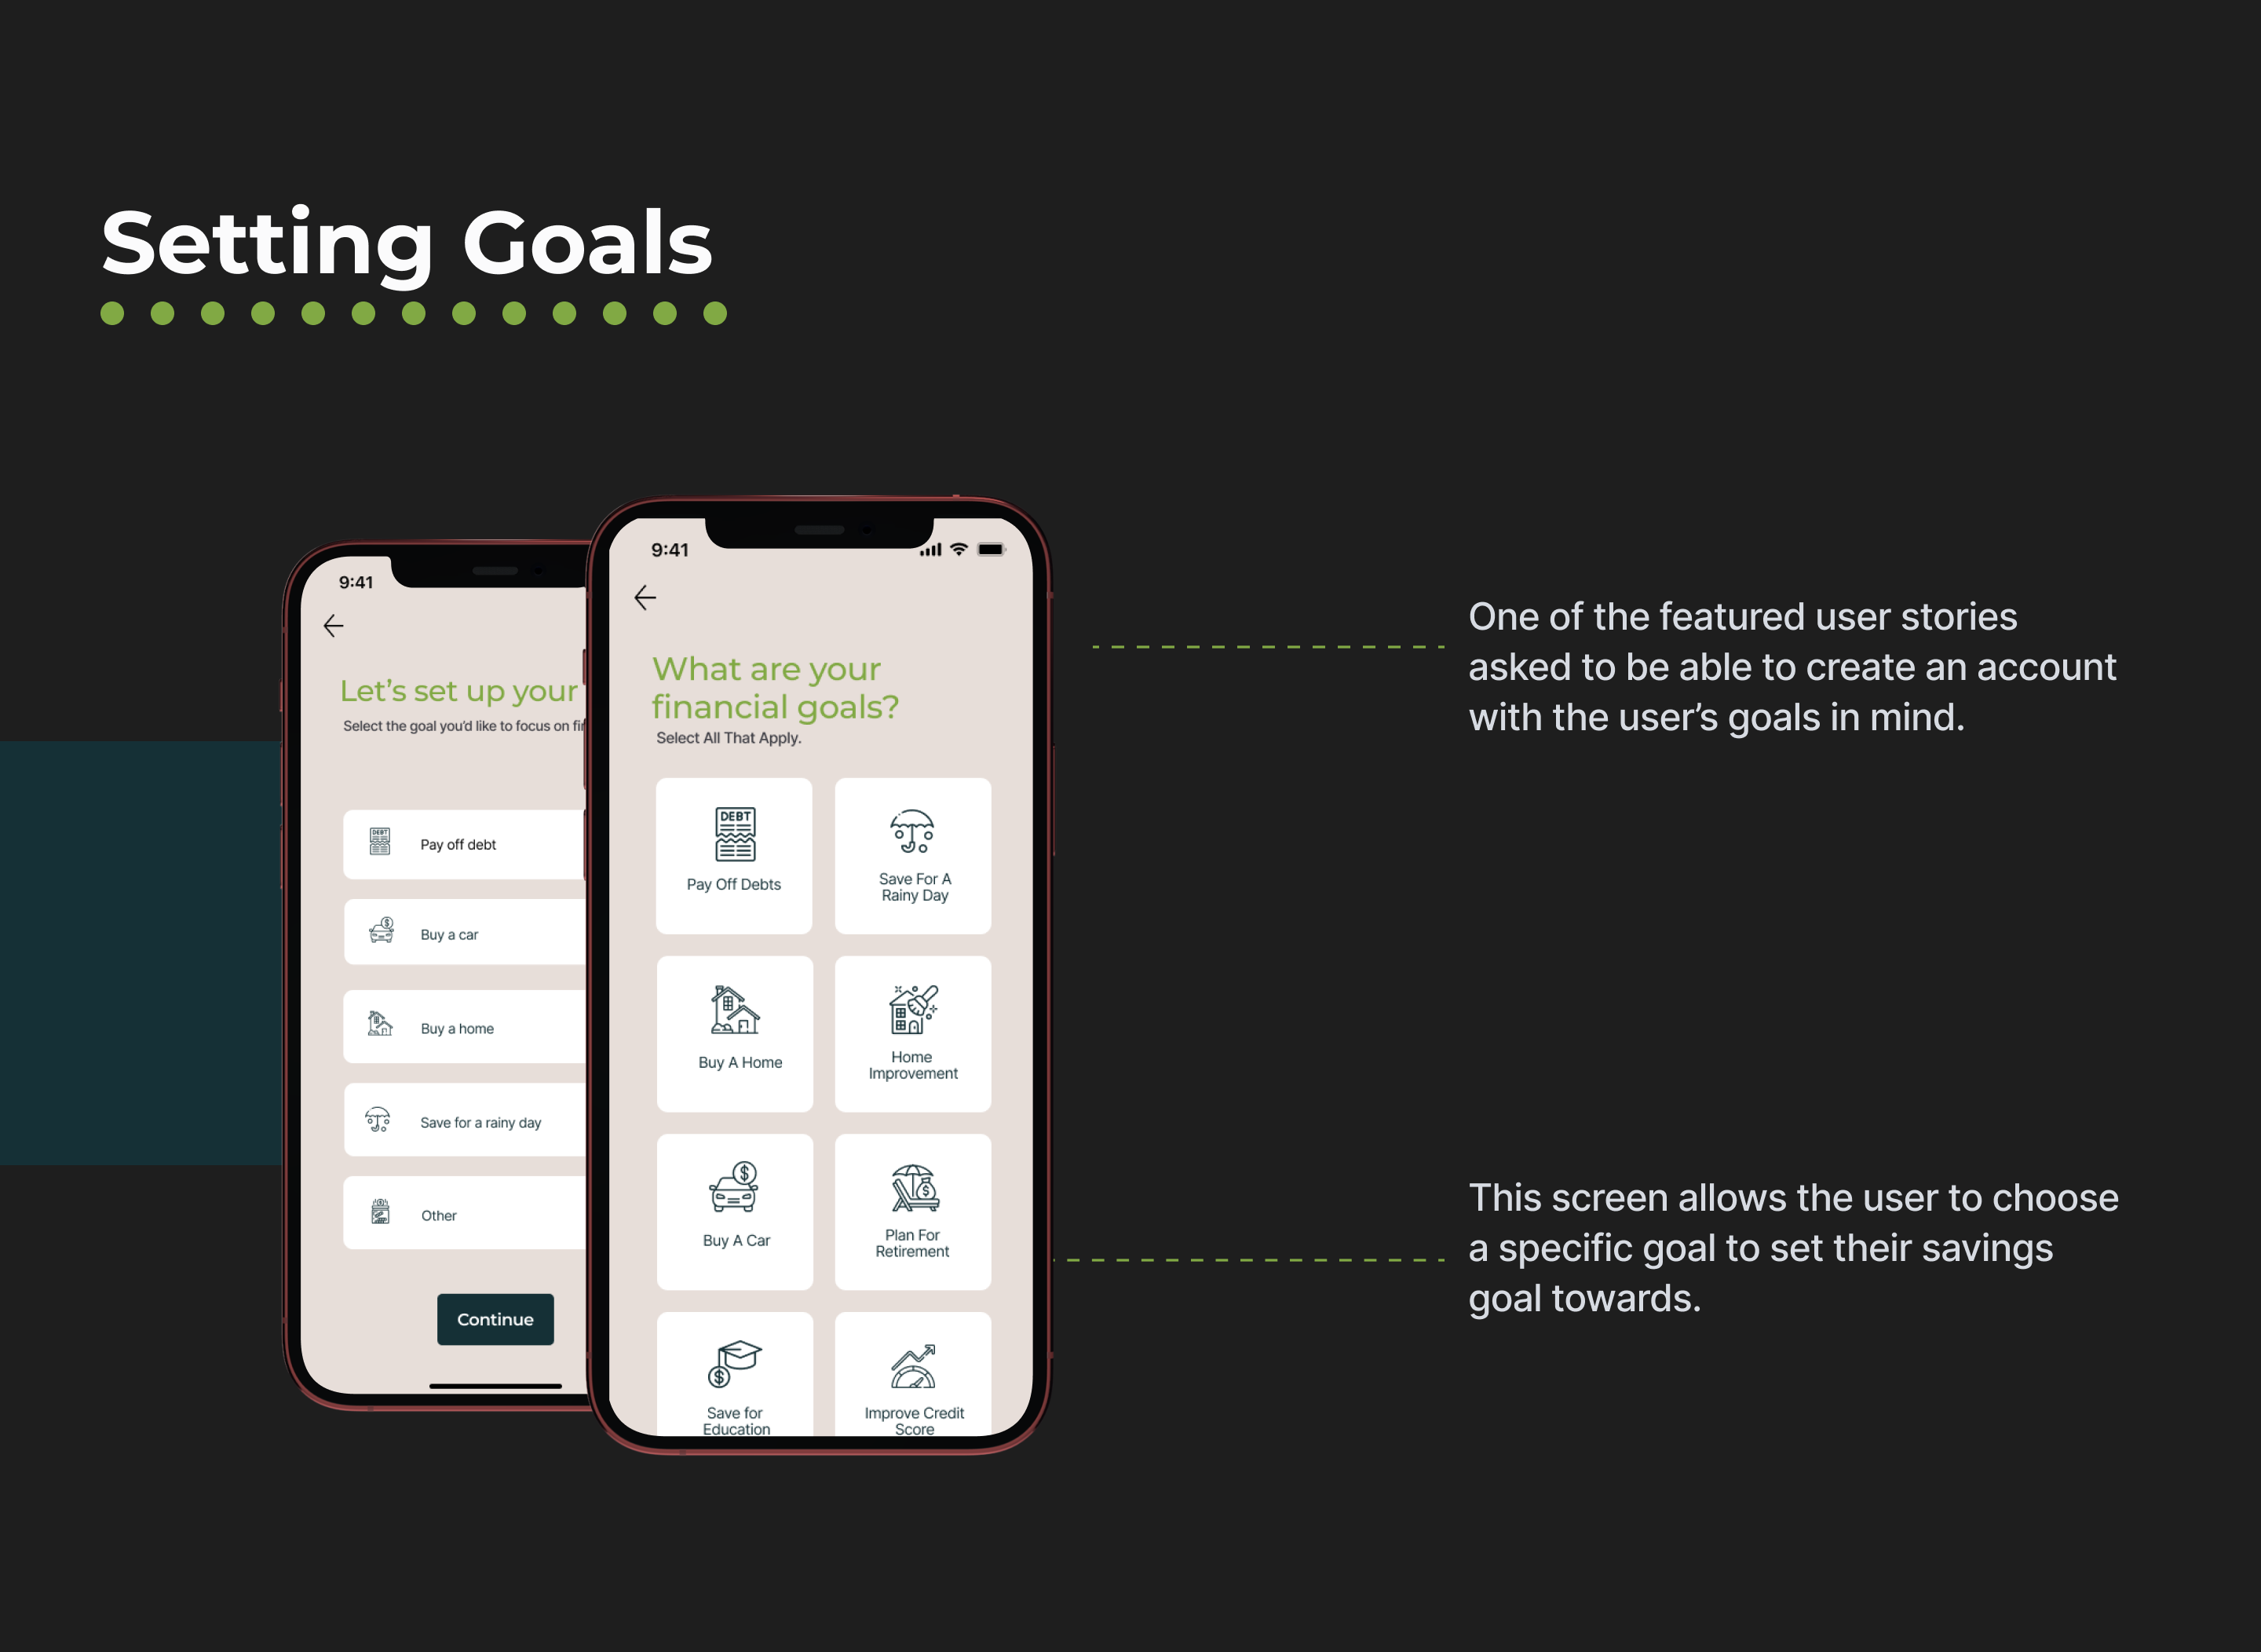 Setting Goals
9:41
Let’s set up your
Select the goal you’d like to focus on
DEBT
Pay off debt
$
Buy a car
Buy a home
Save for a rainy day
Other
Continue
9:41
What are your
financial goals?
Select All That Apply.
DEBT
Pay Off Debts
Save For A
Rainy Day
Buy A Home
Home
Improvement
$
Buy A Car
$
Plan For
Retirement
$
Save for
Education
Improve Credit
Score
One of the featured user stories
asked to be able to create an account
with the user’s goals in mind.
This screen allows the user to choose
a specific goal to set their savings
goal towards.